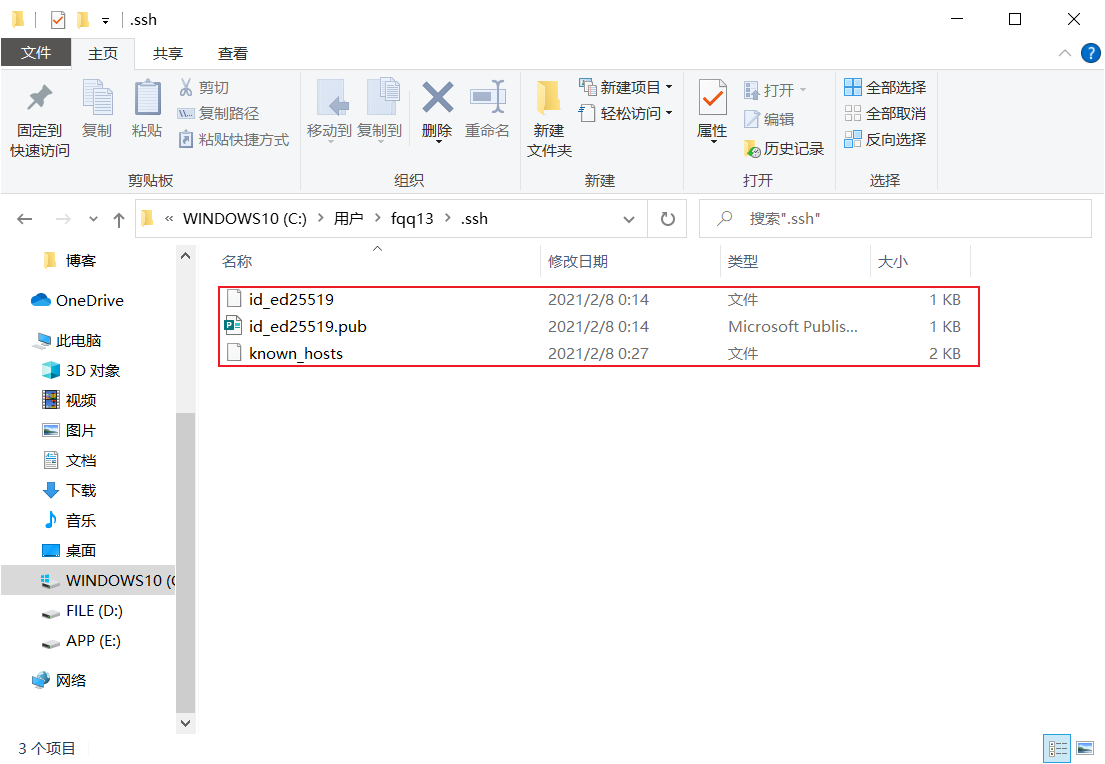 .ssh
文件 主页 共享 查看
固定到快速访问 复制 粘贴 剪切
复制路径
粘贴快捷方式
移动到 复制到 删除 重命名
新建文件夹 新建项目
轻松访问
属性 打开
编辑
历史记录
全部选择
全部取消
反向选择
剪贴板 组织 新建 打开 选择
« WINDOWS10 (C:) 用户 fqq13 .ssh 搜索".ssh"
名称 修改日期 类型 大小
id_ed25519 2021/2/8 0:14 文件 1 KB
id_ed25519.pub 2021/2/8 0:14 Microsoft Publis... 1 KB
known_hosts 2021/2/8 0:27 文件 2 KB
博客
OneDrive
此电脑
3D 对象
视频
图片
文档
下载
音乐
桌面
WINDOWS10 (C
FILE (D:)
APP (E:)
网络
3 个项目